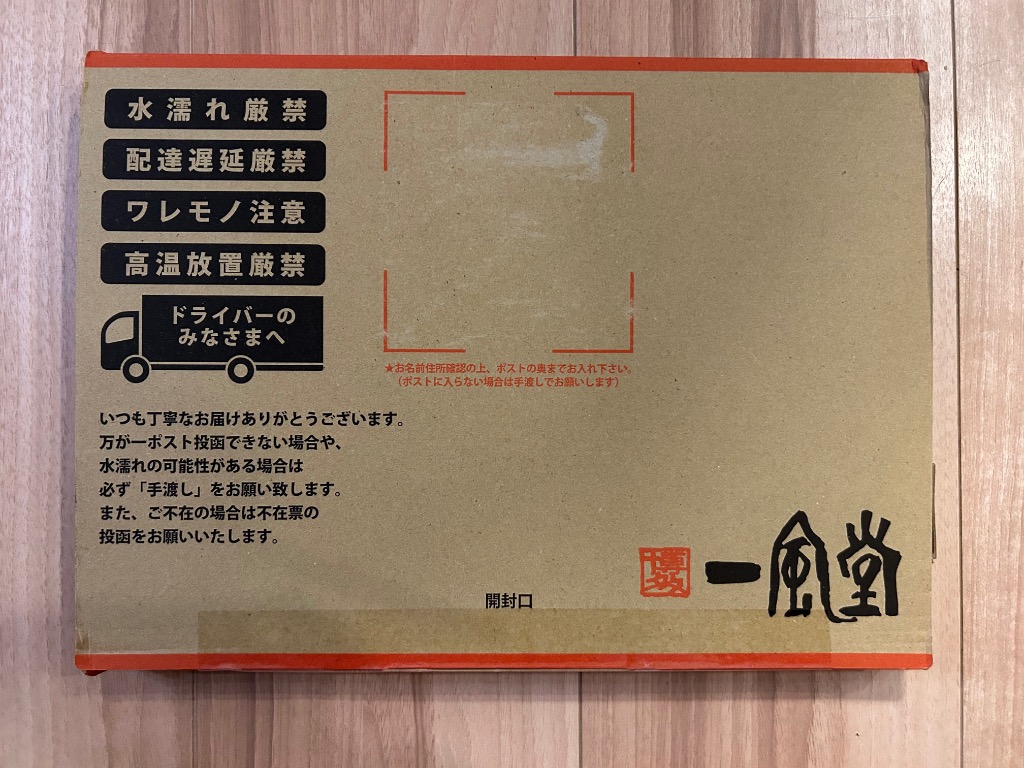 水濡れ厳禁
配達遅延厳禁
ワレモノ注意
高温放置厳禁
ドライバーの
みなさまへ
★お名前住所確認の上、ポストの奥までお入れ下さい。
（ポストに入らない場合は手渡しでお願いします）
いつも丁寧なお届けありがとうございます。
万が一ポスト投函できない場合や、
水濡れの可能性がある場合は
必ず「手渡し」をお願い致します。
また、ご不在の場合は不在票の
投函をお願いいたします。
博多 一風堂
開封口